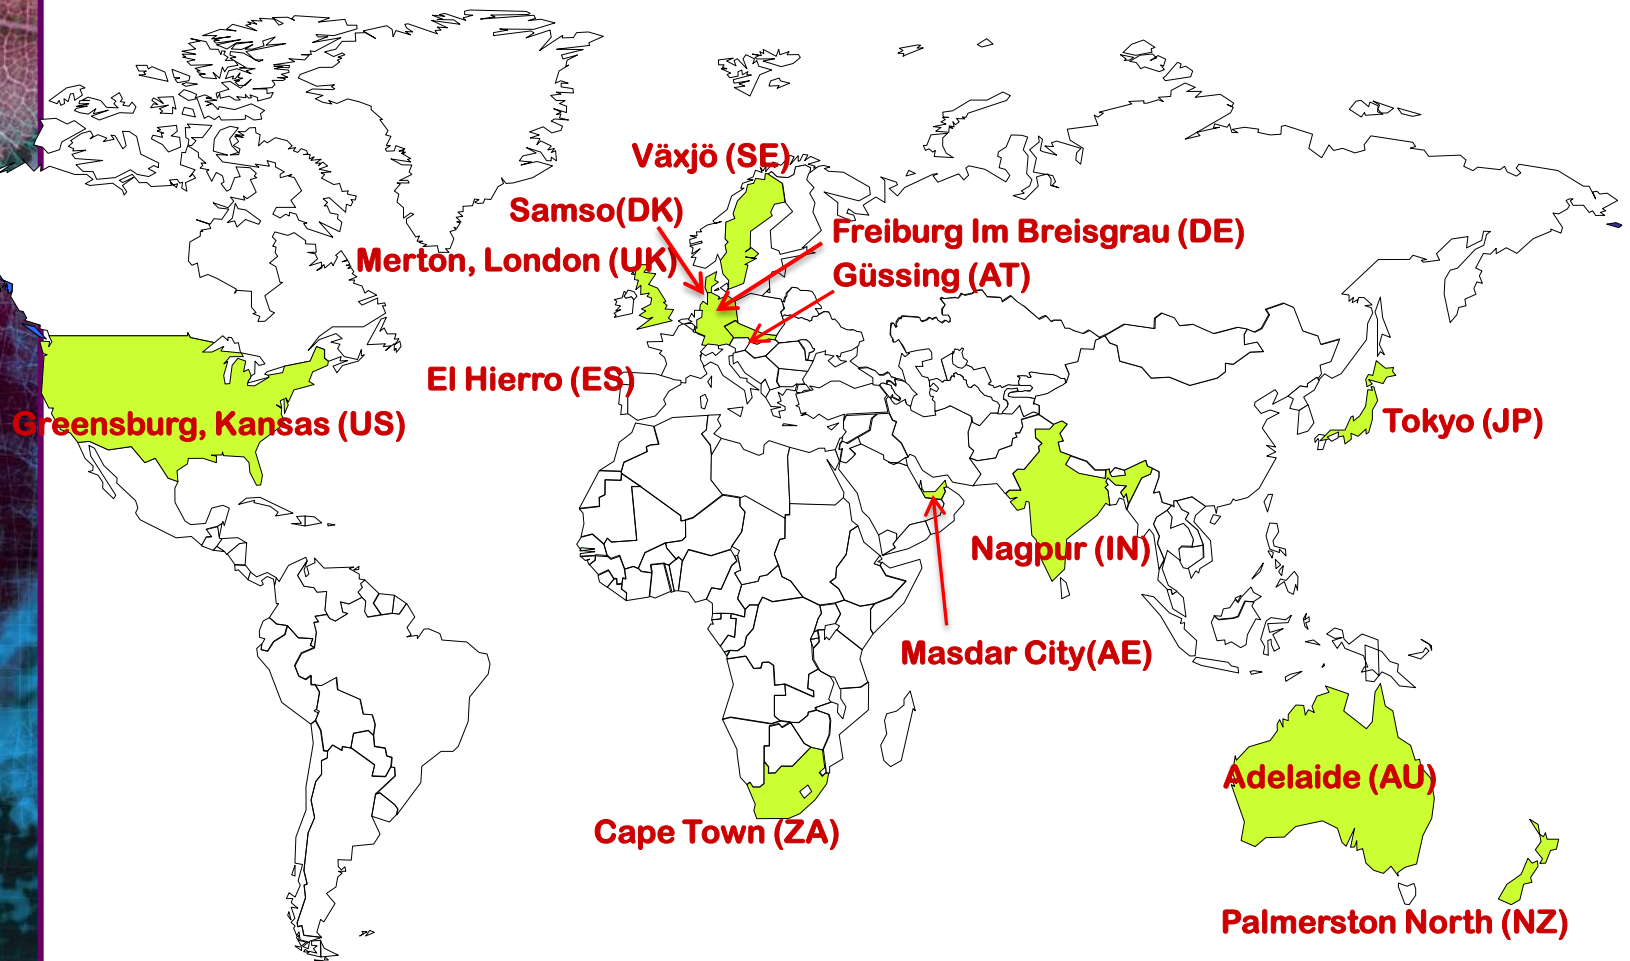 Växjö (SE)
Samso(DK)
Freiburg Im Breisgrau (DE)
Merton, London (UK)
Güssing (AT)
El Hierro (ES)
Greensburg, Kansas (US)
Tokyo (JP)
Nagpur (IN)
Masdar City(AE)
Adelaide (AU)
Cape Town (ZA)
Palmerston North (NZ)